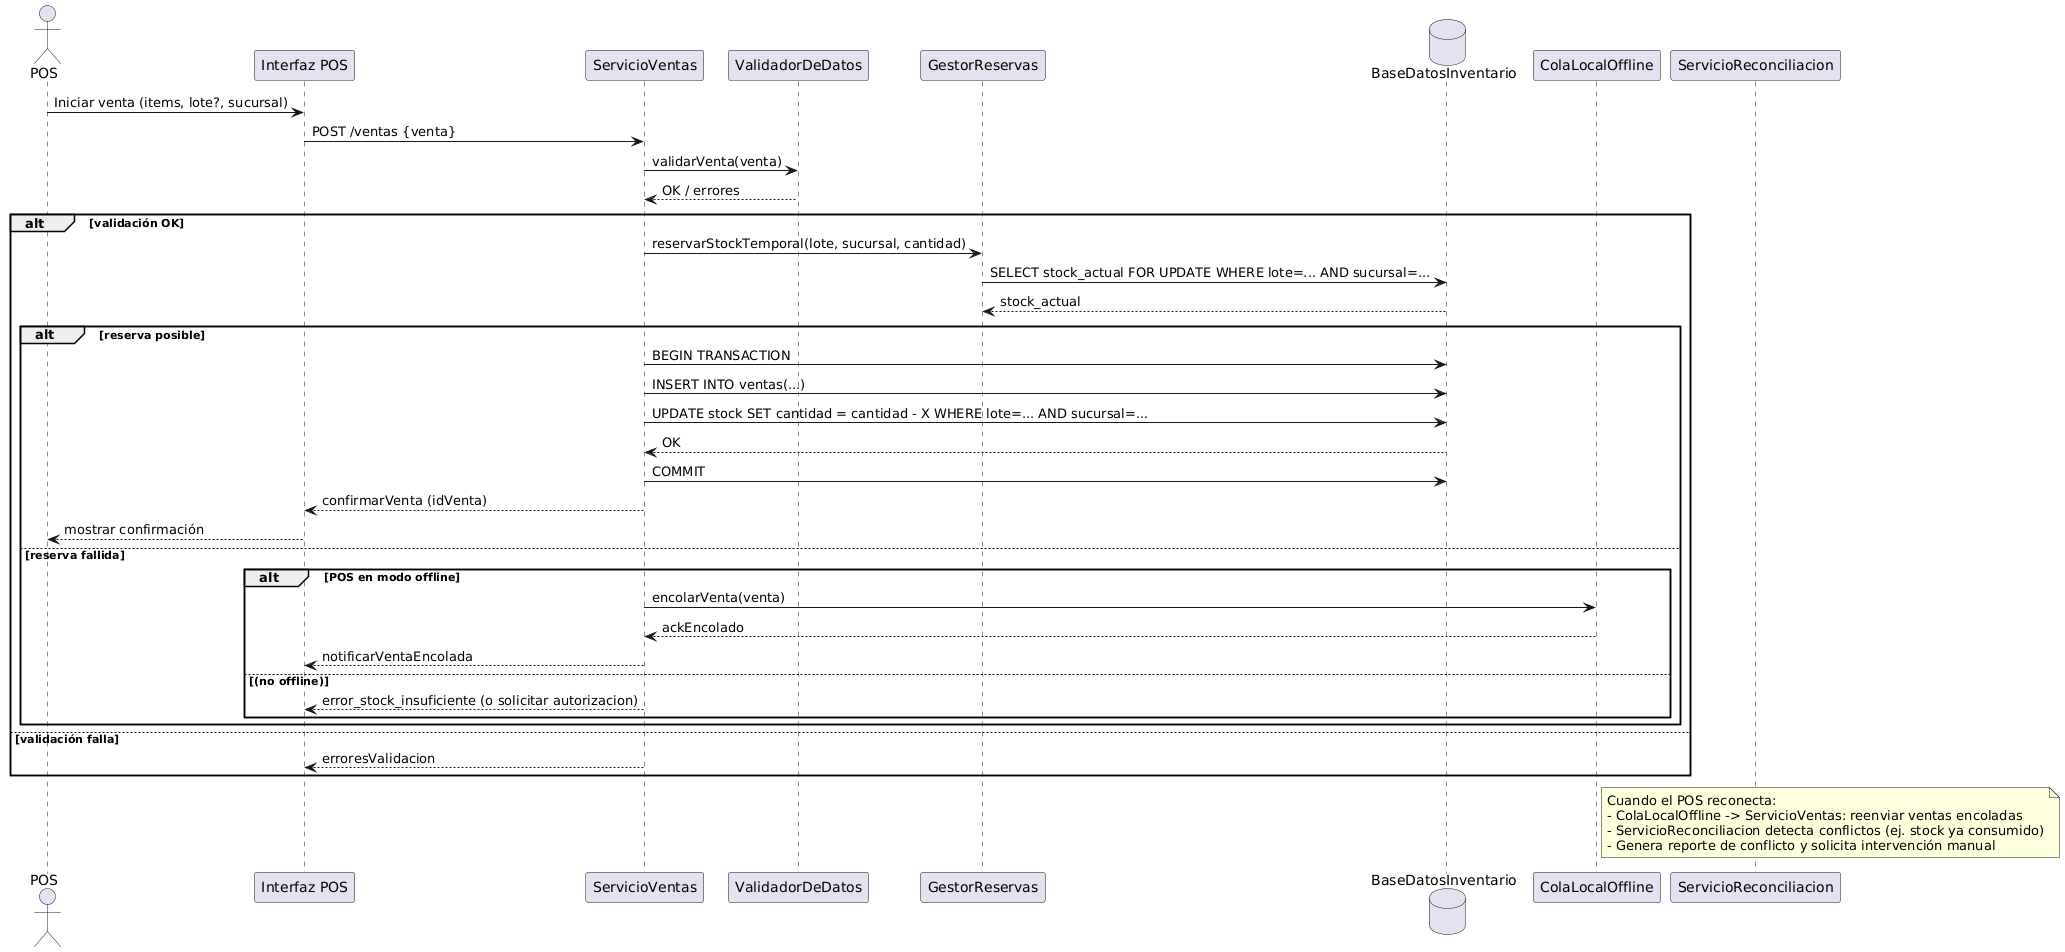 POS
Interfaz POS
ServicioVentas
ValidadorDeDatos
GestorReservas
BaseDatosInventario
ColaLocalOffline
ServicioReconciliacion
Iniciar venta (items, lote?, sucursal)
POST /ventas {venta}
validarVenta(venta)
OK / errores
alt
[validación OK]
reservarStockTemporal(lote, sucursal, cantidad)
SELECT stock_actual FOR UPDATE WHERE lote=... AND sucursal=...
stock_actual
alt
[reserva posible]
BEGIN TRANSACTION
INSERT INTO ventas(...)
UPDATE stock SET cantidad = cantidad - X WHERE lote=... AND sucursal=...
OK
COMMIT
confirmarVenta (idVenta)
mostrar confirmación
[reserva fallida]
alt
[POS en modo offline]
encolarVenta(venta)
ackEncolado
notificarVentaEncolada
[(no offline)]
error_stock_insuficiente (o solicitar autorizacion)
[validación falla]
erroresValidacion
Cuando el POS reconecta:
- ColaLocalOffline -> ServicioVentas: reenviar ventas encoladas
- ServicioReconciliacion detecta conflictos (ej. stock ya consumido)
- Genera reporte de conflicto y solicita intervención manual
POS
Interfaz POS
ServicioVentas
ValidadorDeDatos
GestorReservas
BaseDatosInventario
ColaLocalOffline
ServicioReconciliacion